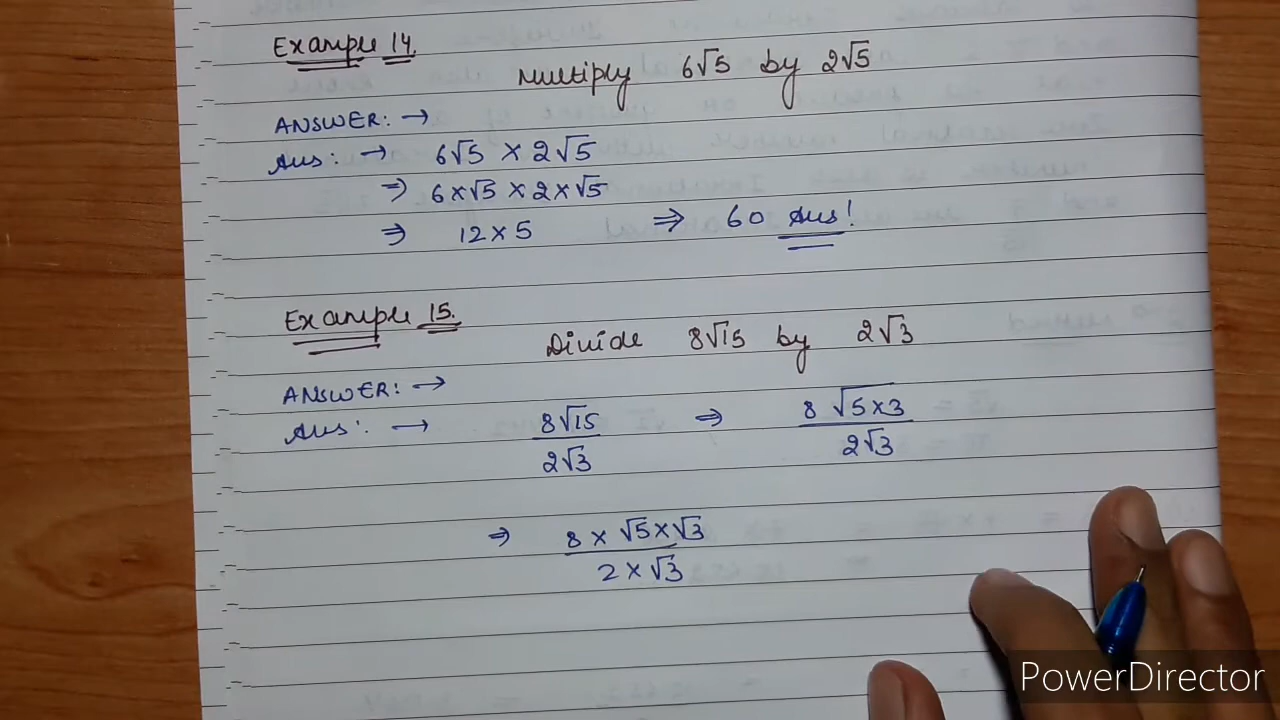 Example 14.
Multiply 6√5 by 2√5
ANSWER: →
Ans: → 6√5 × 2√5
⇒ 6×√5 × 2×√5
⇒ 12×5 ⇒ 60 Ans!
Example 15.
Divide 8√15 by 2√3
ANSWER: →
Ans: → 8√15 / 2√3 ⇒ 8√5×3 / 2√3
⇒ 8 × √5×√3 / 2×√3
PowerDirector